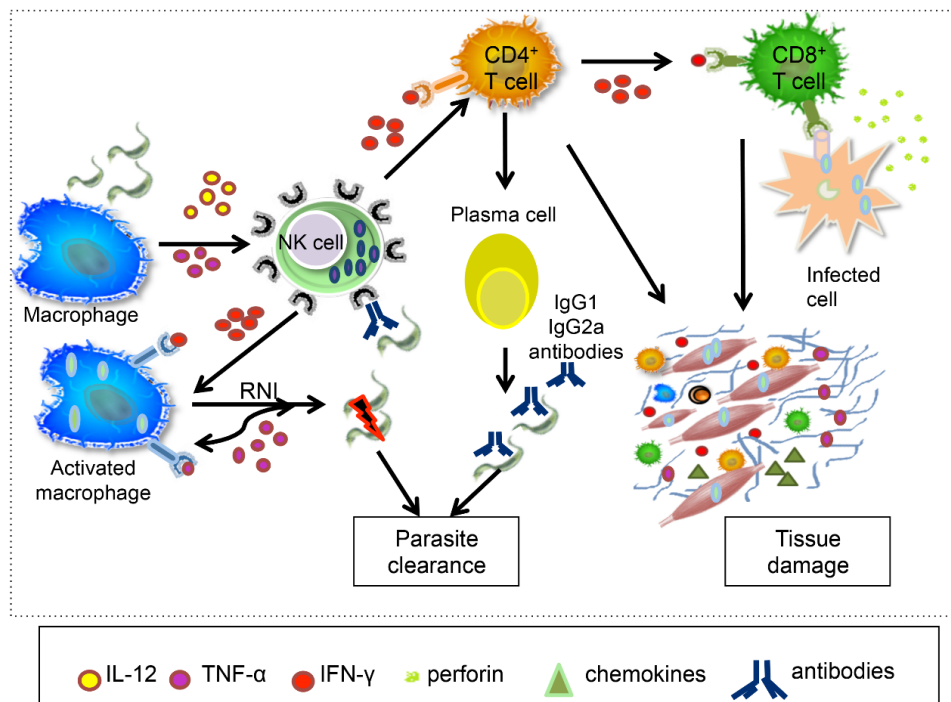 CD4+
T cell
CD8+
T cell
NK cell
Plasma cell
Infected
cell
Macrophage
IgG1
IgG2a
antibodies
RNI
Activated
macrophage
Parasite
clearance
Tissue
damage
IL-12 TNF-α IFN-γ perforin chemokines antibodies